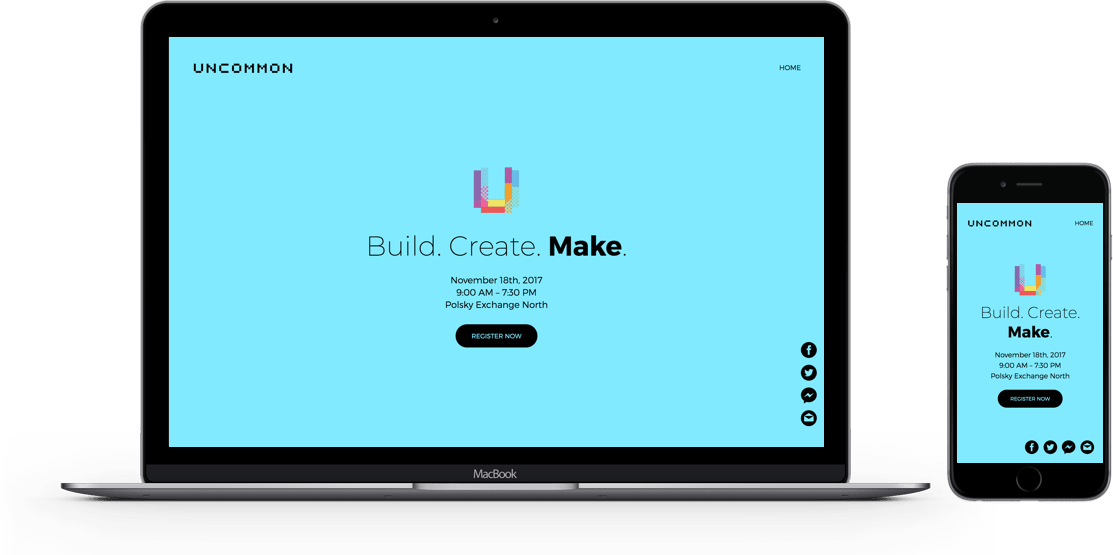 UNCOMMON
HOME
Build. Create. Make.
November 18th, 2017
9:00 AM – 7:30 PM
Polsky Exchange North
REGISTER NOW
MacBook
UNCOMMON
HOME
Build. Create.
Make.
November 18th, 2017
9:00 AM – 7:30 PM
Polsky Exchange North
REGISTER NOW